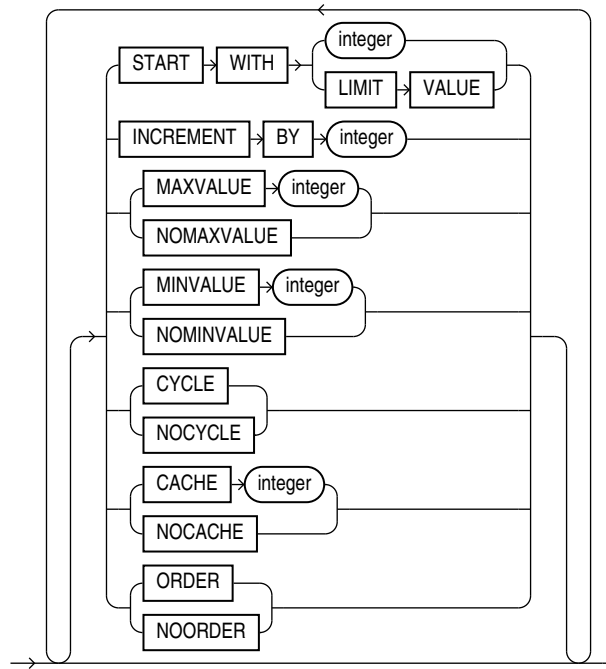 integer
START WITH
LIMIT VALUE
INCREMENT BY integer
MAXVALUE integer
NOMAXVALUE
MINVALUE integer
NOMINVALUE
CYCLE
NOCYCLE
CACHE integer
NOCACHE
ORDER
NOORDER